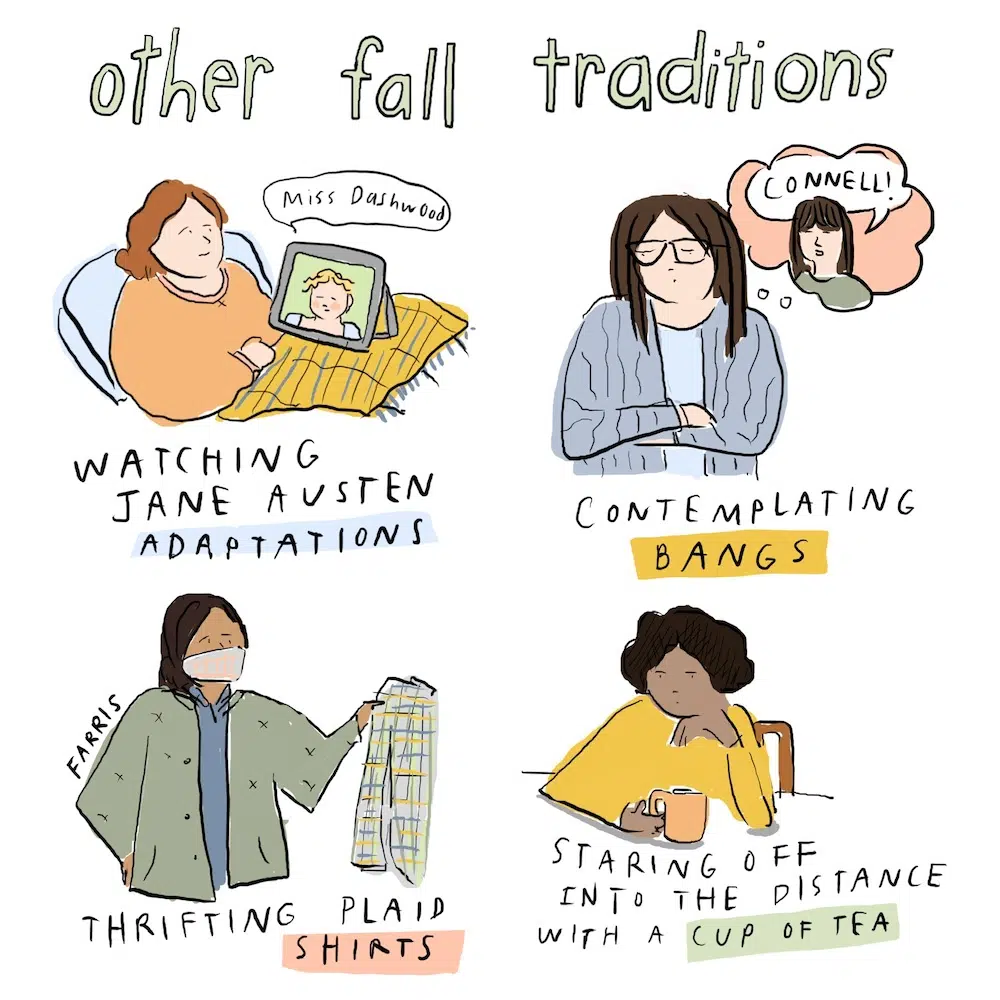 other fall traditions
Miss Dashwood
WATCHING
JANE AUSTEN
ADAPTATIONS
CONNELL!
CONTEMPLATING
BANGS
FARRIS
THRIFTING PLAID
SHIRTS
STARING OFF
INTO THE DISTANCE
WITH A CUP OF TEA